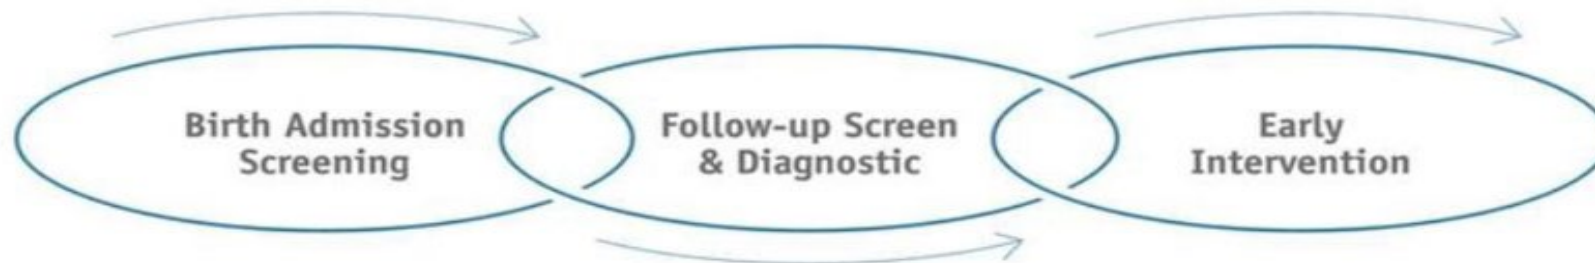 Birth Admission
Screening
Follow-up Screen
& Diagnostic
Early
Intervention